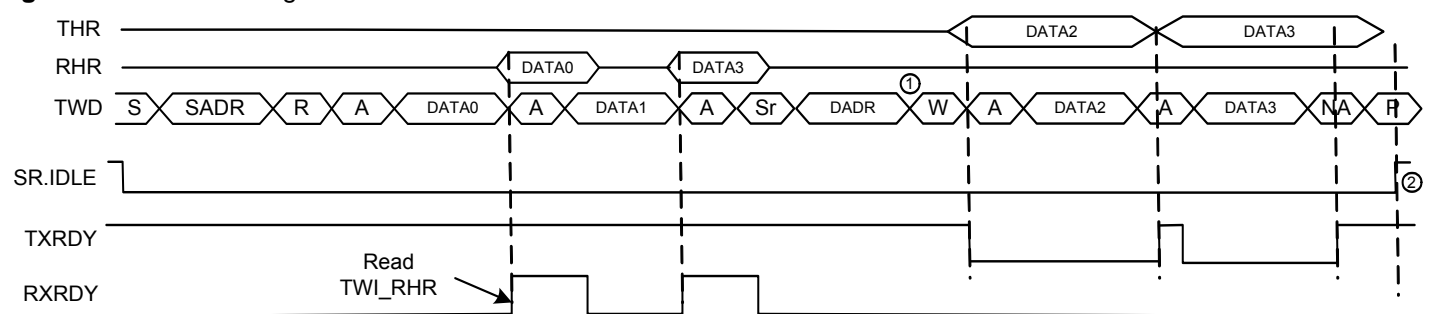 THR DATA2 DATA3
RHR DATA0 DATA3
TWD S SADR R A DATA0 A DATA1 A Sr DADR ① W A DATA2 A DATA3 NA P
SR.IDLE ②
TXRDY
Read
TWI_RHR
RXRDY